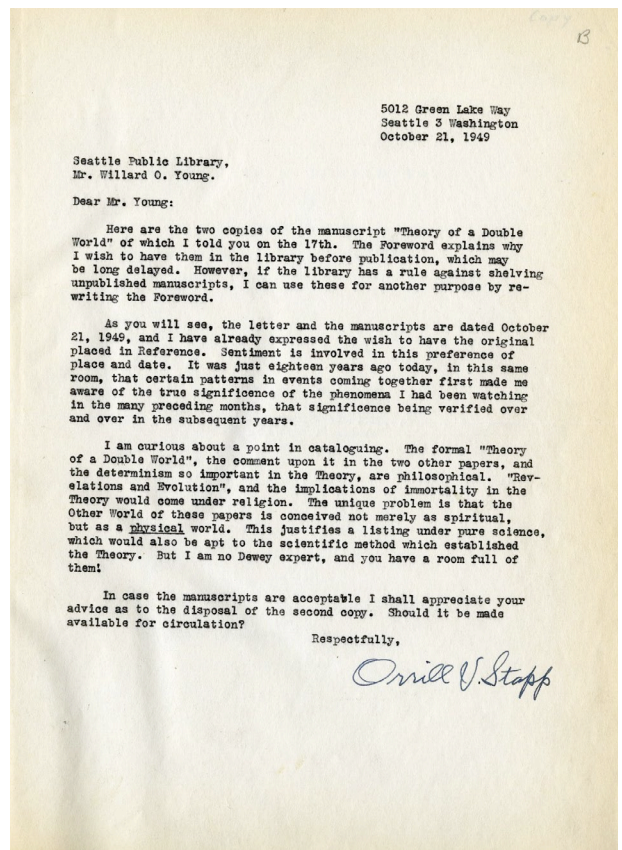 Copy
B
5012 Green Lake Way
Seattle 3 Washington
October 21, 1949
Seattle Public Library,
Mr. Willard O. Young.
Dear Mr. Young:
Here are the two copies of the manuscript "Theory of a Double
World" of which I told you on the 17th. The Foreword explains why
I wish to have them in the library before publication, which may
be long delayed. However, if the library has a rule against shelving
unpublished manuscripts, I can use these for another purpose by re-
writing the Foreword.
As you will see, the letter and the manuscripts are dated October
21, 1949, and I have already expressed the wish to have the original
placed in Reference. Sentiment is involved in this preference of
place and date. It was just eighteen years ago today, in this same
room, that certain patterns in events coming together first made me
aware of the true significence of the phenomena I had been watching
in the many preceding months, that significance being verified over
and over in the subsequent years.
I am curious about a point in cataloguing. The formal "Theory
of a Double World", the comment upon it in the two other papers, and
the determinism so important in the Theory, are philosophical. "Rev-
elations and Evolution", and the implications of immortality in the
Theory would come under religion. The unique problem is that the
Other World of these papers is conceived not merely as spiritual,
but as a physical world. This justifies a listing under pure science,
which would also be apt to the scientific method which established
the Theory. But I am no Dewey expert, and you have a room full of
them!
In case the manuscripts are acceptable I shall appreciate your
advice as to the disposal of the second copy. Should it be made
available for circulation?
Respectfully,
Orrill V. Stapp